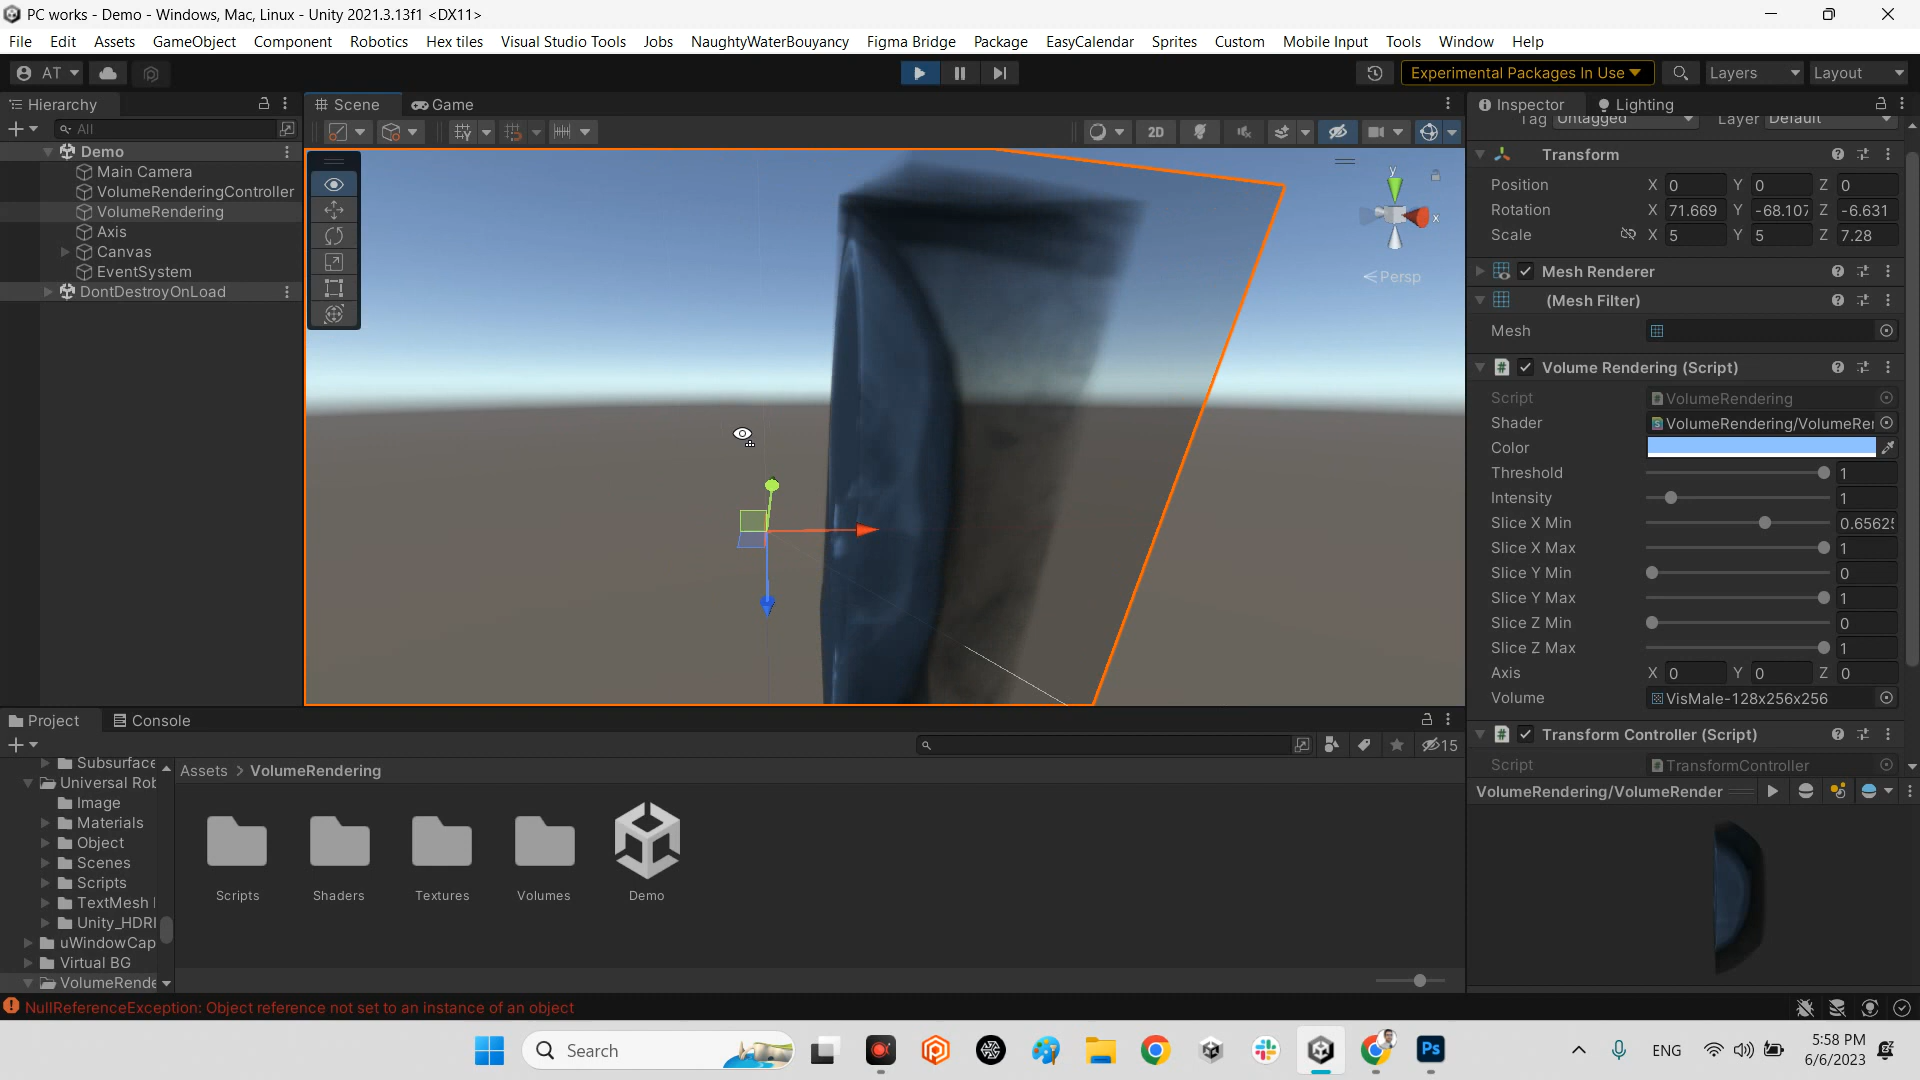 PC works - Demo - Windows, Mac, Linux - Unity 2021.3.13f1 <DX11>
File Edit Assets GameObject Component Robotics Hex tiles Visual Studio Tools Jobs NaughtyWaterBouyancy Figma Bridge Package EasyCalendar Sprites Custom Mobile Input Tools Window Help
AT Experimental Packages In Use Layers Layout
Hierarchy
All
Demo
Main Camera
VolumeRenderingController
VolumeRendering
Axis
Canvas
EventSystem
DontDestroyOnLoad
Scene Game
2D
y
x
Persp
Inspector Lighting
Tag Untagged Layer Default
Transform
Position X 0 Y 0 Z 0
Rotation X 71.669 Y -68.107 Z -6.631
Scale X 5 Y 5 Z 7.28
Mesh Renderer
(Mesh Filter)
Mesh
Volume Rendering (Script)
Script VolumeRendering
Shader VolumeRendering/VolumeRe
Color
Threshold 1
Intensity 1
Slice X Min 0.65625
Slice X Max 1
Slice Y Min 0
Slice Y Max 1
Slice Z Min 0
Slice Z Max 1
Axis X 0 Y 0 Z 0
Volume VisMale-128x256x256
Transform Controller (Script)
Script TransformController
VolumeRendering/VolumeRender
Project Console
15
Subsurface
Universal Rob
Image
Materials
Object
Scenes
Scripts
TextMesh
Unity_HDRI
uWindowCap
Virtual BG
VolumeRende
Assets > VolumeRendering
Scripts Shaders Textures Volumes Demo
NullReferenceException: Object reference not set to an instance of an object
Search
Ps
ENG
5:58 PM
6/6/2023